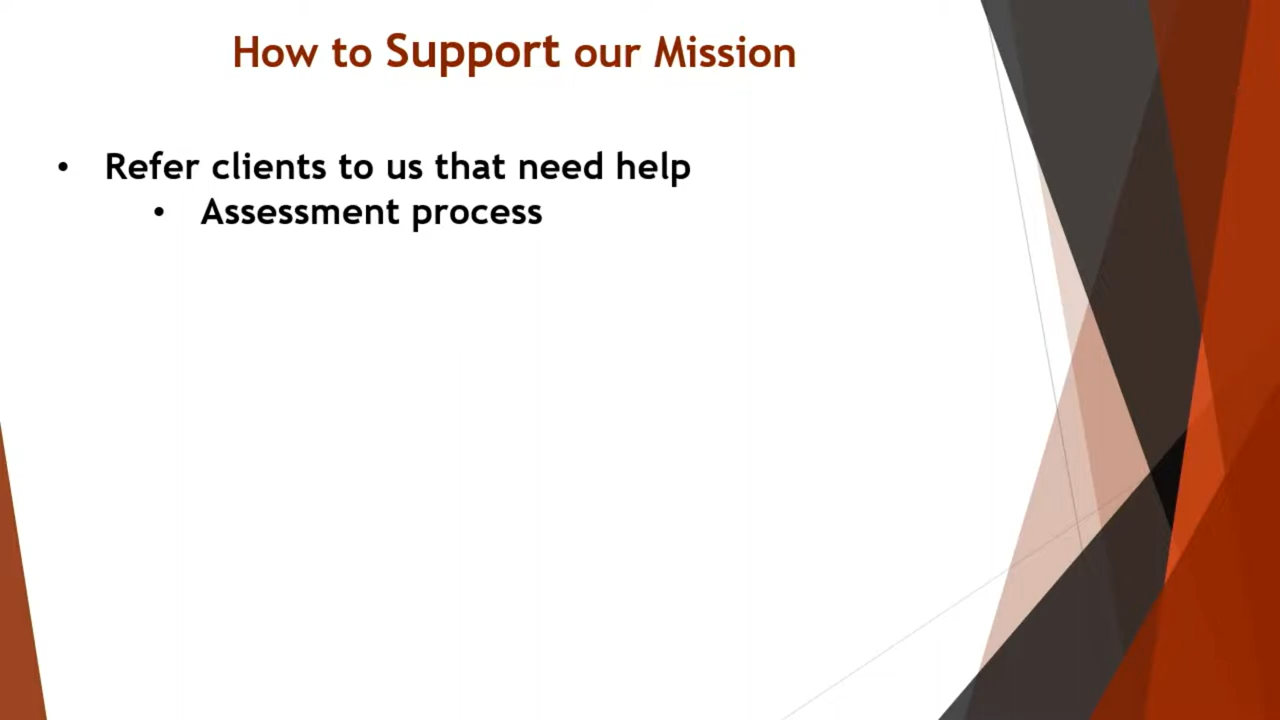 How to Support our Mission
• Refer clients to us that need help
• Assessment process